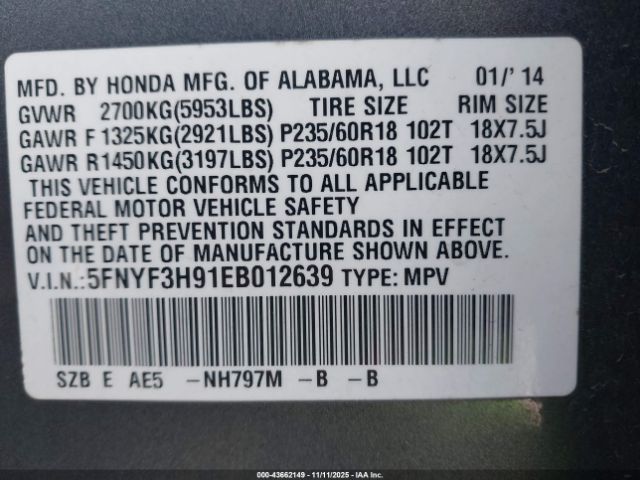 MFD. BY HONDA MFG. OF ALABAMA, LLC 01/'14
GVWR 2700KG(5953LBS) TIRE SIZE RIM SIZE
GAWR F 1325KG(2921LBS) P235/60R18 102T 18X7.5J
GAWR R1450KG(3197LBS) P235/60R18 102T 18X7.5J
THIS VEHICLE CONFORMS TO ALL APPLICABLE
FEDERAL MOTOR VEHICLE SAFETY
AND THEFT PREVENTION STANDARDS IN EFFECT
ON THE DATE OF MANUFACTURE SHOWN ABOVE.
V.I.N.:5FNYF3H91EB012639 TYPE: MPV
SZB E AE5 -NH797M -B -B
000-43662149 - 11/11/2025 - IAA Inc.